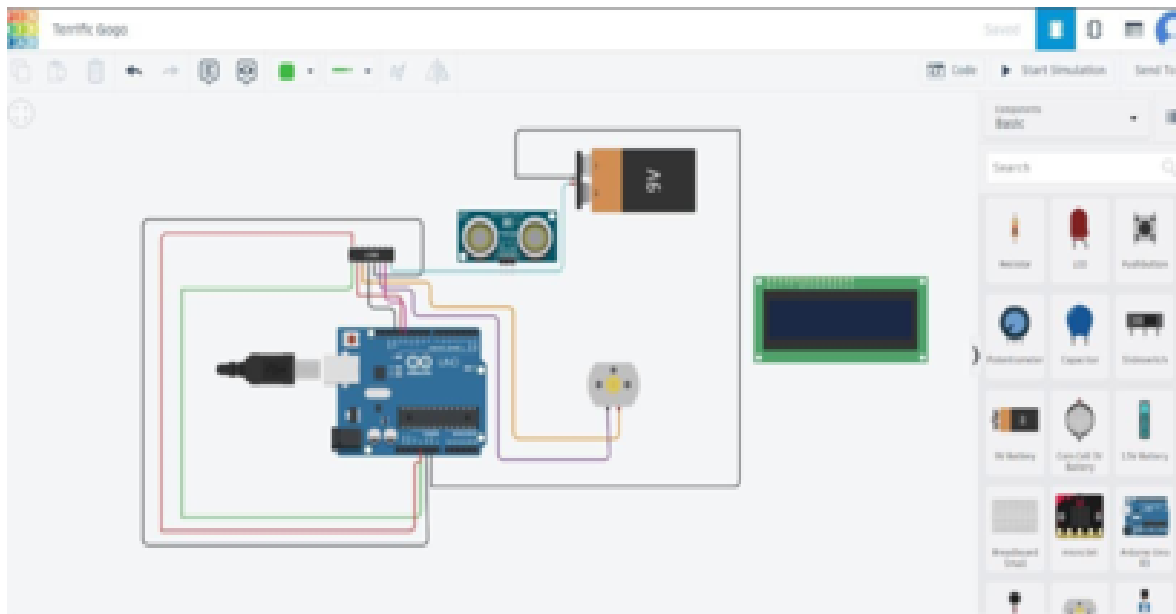 Terrific Gogo
Saved
Code
Start Simulation
Send To
Components
Basic
Search
Resistor
LED
Pushbutton
Potentiometer
Capacitor
Slideswitch
9V Battery
Coin Cell 3V
Battery
1.5V Battery
Breadboard
Small
micro:bit
Arduino Uno
R3
9V
UNO